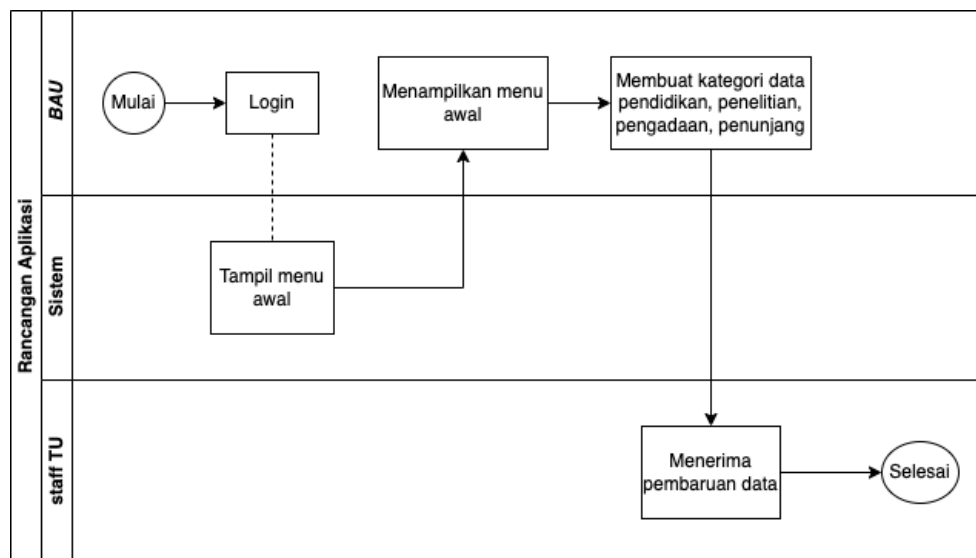 Rancangan Aplikasi
BAU
Mulai
Login
Menampilkan menu
awal
Membuat kategori data
pendidikan, penelitian,
pengadaan, penunjang
Sistem
Tampil menu
awal
staff TU
Menerima
pembaruan data
Selesai